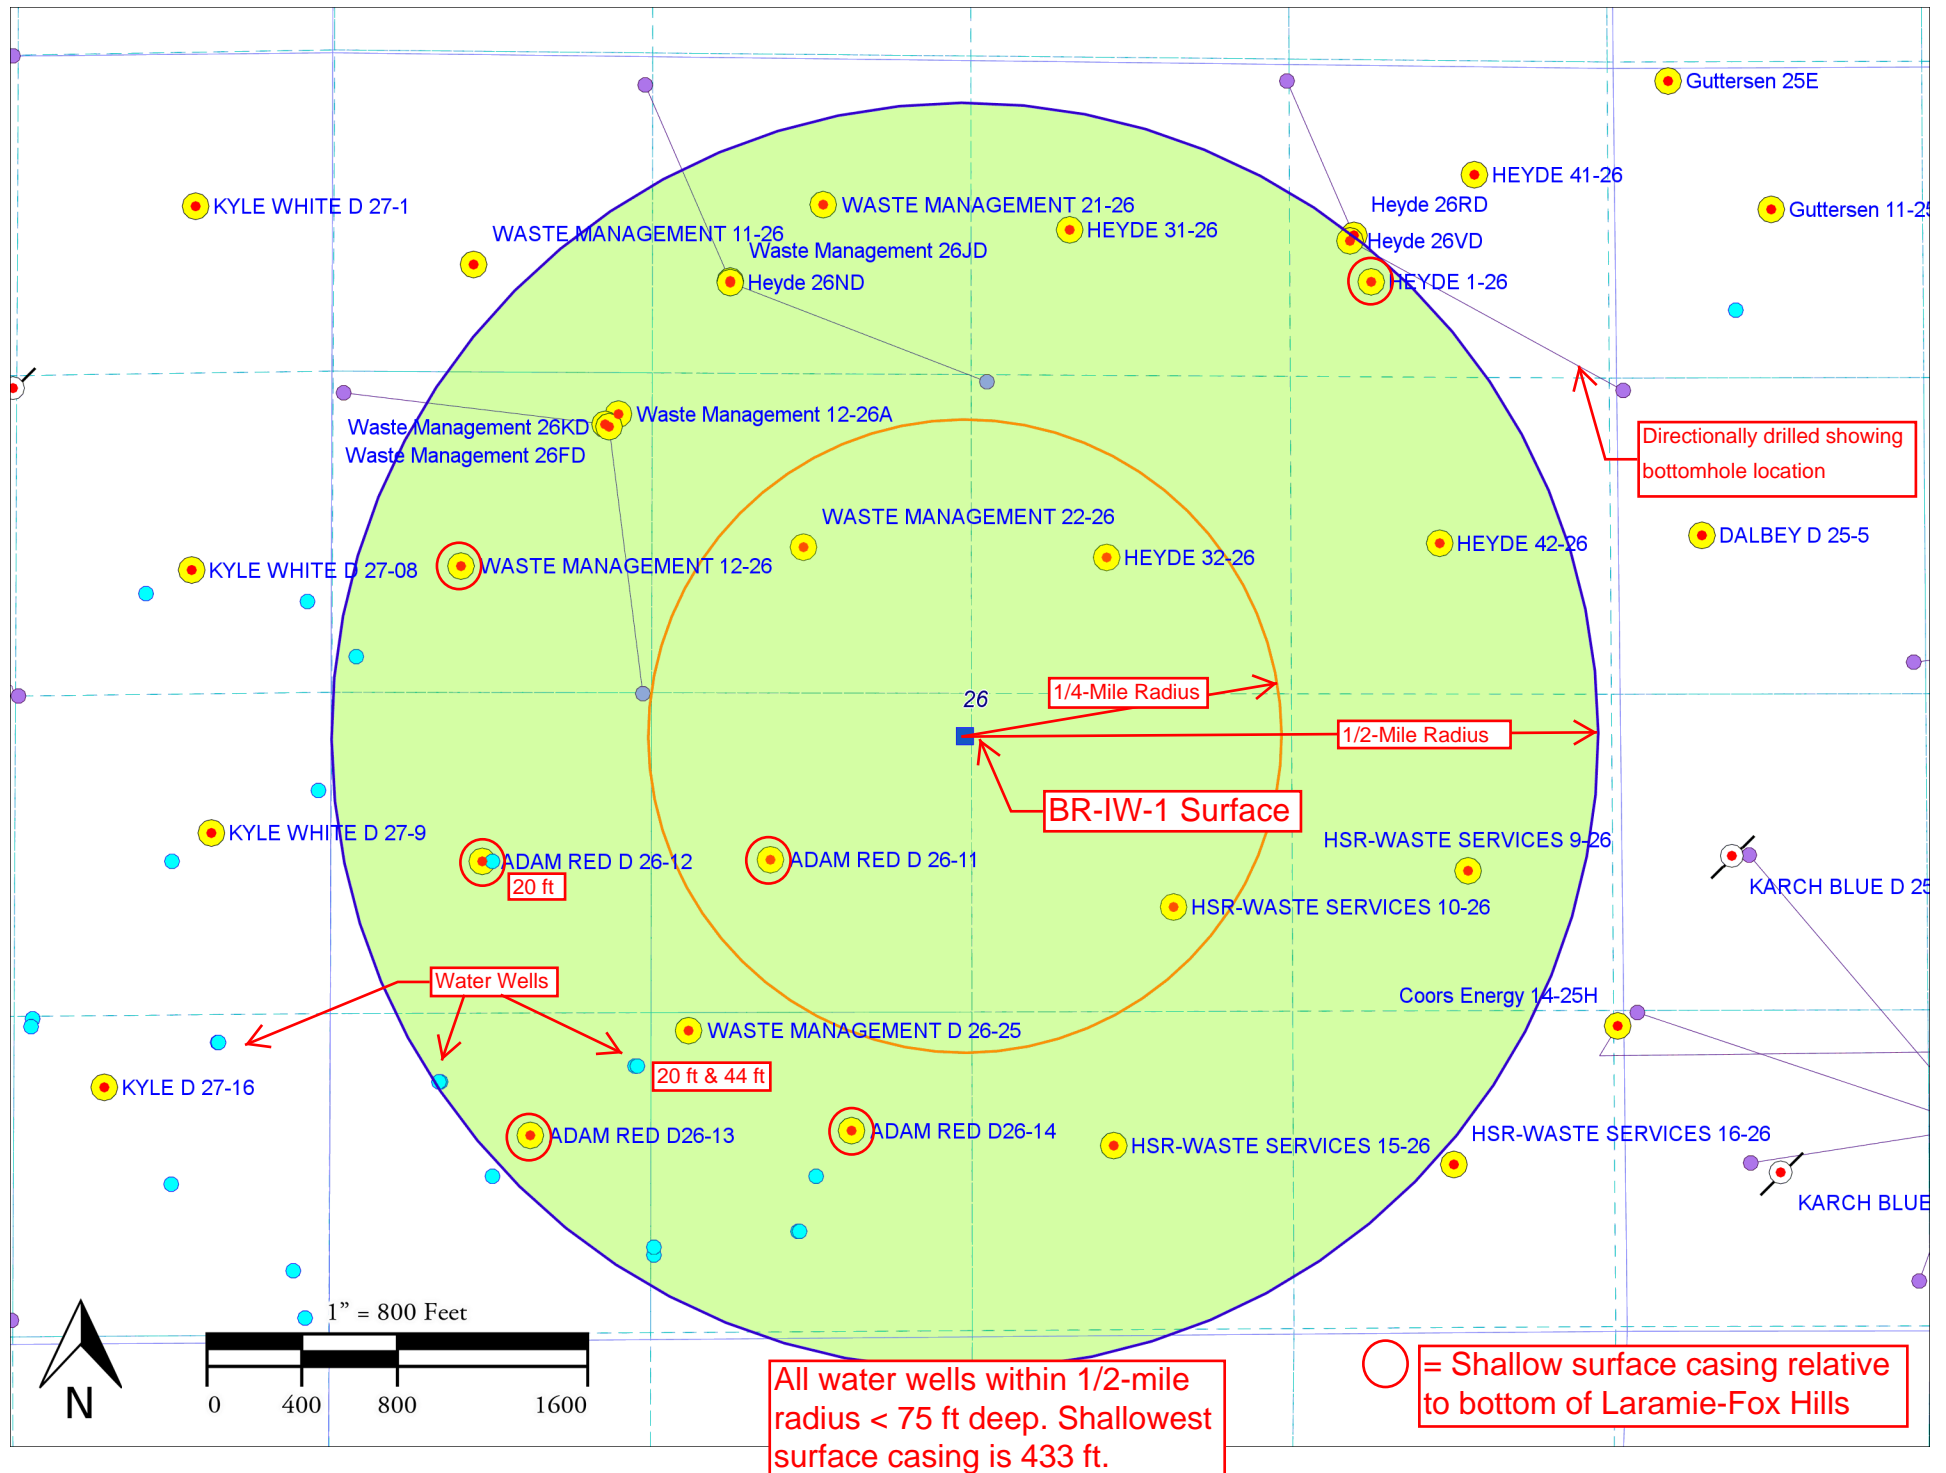 Guttersen 25E
HEYDE 41-26
KYLE WHITE D 27-1
WASTE MANAGEMENT 21-26
Heyde 26RD
Guttersen 11-25
WASTE MANAGEMENT 11-26
HEYDE 31-26
Heyde 26VD
Waste Management 26JD
Heyde 26ND
HEYDE 1-26
Waste Management 12-26A
Waste Management 26KD
Waste Management 26FD
Directionally drilled showing
bottomhole location
WASTE MANAGEMENT 22-26
HEYDE 32-26
HEYDE 42-26
DALBEY D 25-5
KYLE WHITE D 27-08
WASTE MANAGEMENT 12-26
26
1/4-Mile Radius
1/2-Mile Radius
BR-IW-1 Surface
KYLE WHITE D 27-9
ADAM RED D 26-12
20 ft
ADAM RED D 26-11
HSR-WASTE SERVICES 9-26
KARCH BLUE D 25
HSR-WASTE SERVICES 10-26
Water Wells
Coors Energy 14-25H
WASTE MANAGEMENT D 26-25
20 ft & 44 ft
KYLE D 27-16
ADAM RED D26-13
ADAM RED D26-14
HSR-WASTE SERVICES 15-26
HSR-WASTE SERVICES 16-26
KARCH BLUE
1” = 800 Feet
0 400 800 1600
N
All water wells within 1/2-mile
radius < 75 ft deep. Shallowest
surface casing is 433 ft.
= Shallow surface casing relative
to bottom of Laramie-Fox Hills